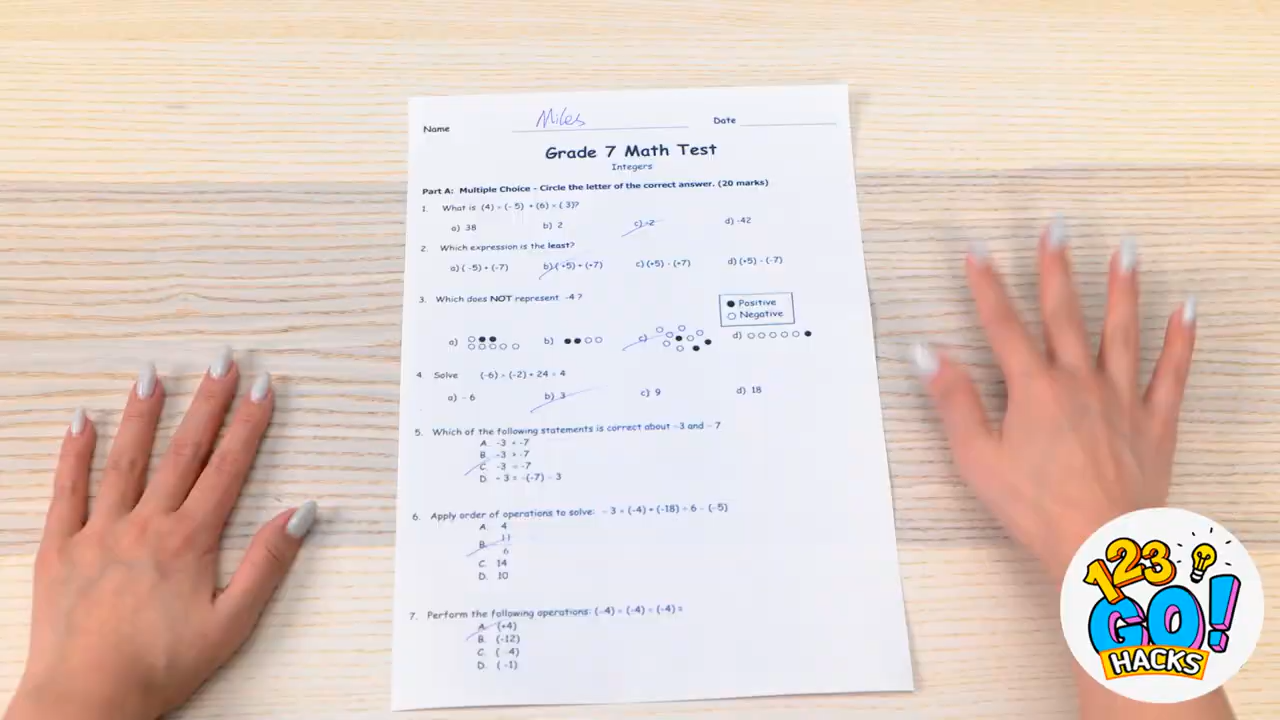 Name Miles Date
Grade 7 Math Test
Integers
Part A: Multiple Choice - Circle the letter of the correct answer. (20 marks)
1. What is (4) × (-5) + (6) × ( 3)?
a) 38 b) 2 c) -2 d) -42
2. Which expression is the least?
a) (-5) + (-7) b) (+5) + (+7) c) (+5) - (+7) d) (+5) - (-7)
3. Which does NOT represent -4 ?
Positive
Negative
a) b) c) d)
4. Solve (-6) × (-2) + 24 ÷ 4
a) - 6 b) 3 c) 9 d) 18
5. Which of the following statements is correct about -3 and - 7
A. -3 -7
B. -3 > -7
C. -3 = -7
D. - 3 = -(-7) - 3
6. Apply order of operations to solve: - 3 × (-4) + (-18) ÷ 6 - (-5)
A. 4
11
B.
6
C. 14
D. 10
7. Perform the following operations: (-4) (-4) (-4) =
A. (+4)
B. (-12)
C. ( 4)
D. ( -1)
123
GO!
HACKS